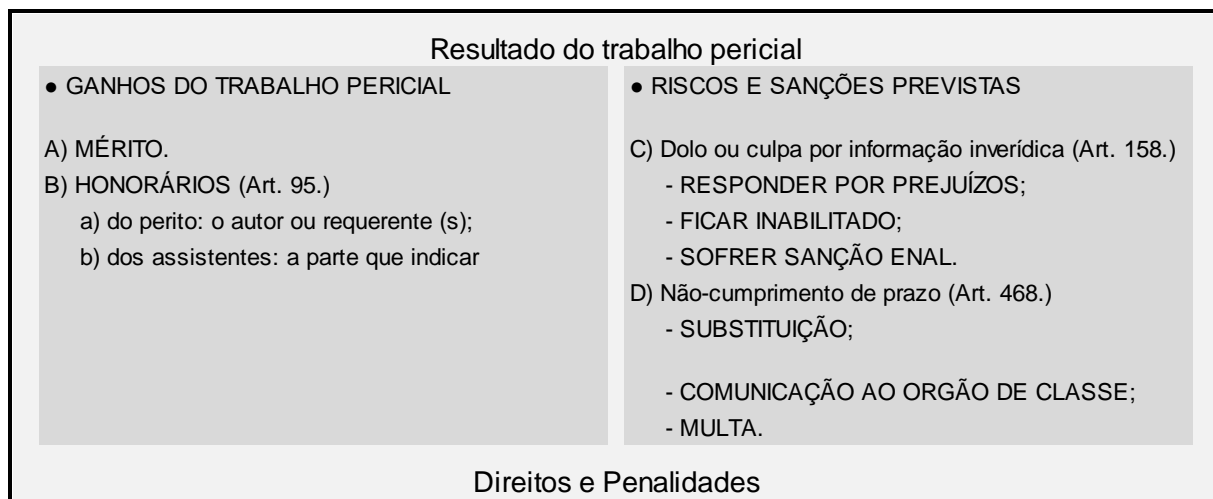 Resultado do trabalho pericial
● GANHOS DO TRABALHO PERICIAL
A) MÉRITO.
B) HONORÁRIOS (Art. 95.)
a) do perito: o autor ou requerente (s);
b) dos assistentes: a parte que indicar
● RISCOS E SANÇÕES PREVISTAS
C) Dolo ou culpa por informação inverídica (Art. 158.)
- RESPONDER POR PREJUÍZOS;
- FICAR INABILITADO;
- SOFRER SANÇÃO ENAL.
D) Não-cumprimento de prazo (Art. 468.)
- SUBSTITUIÇÃO;
- COMUNICAÇÃO AO ORGÃO DE CLASSE;
- MULTA.
Direitos e Penalidades